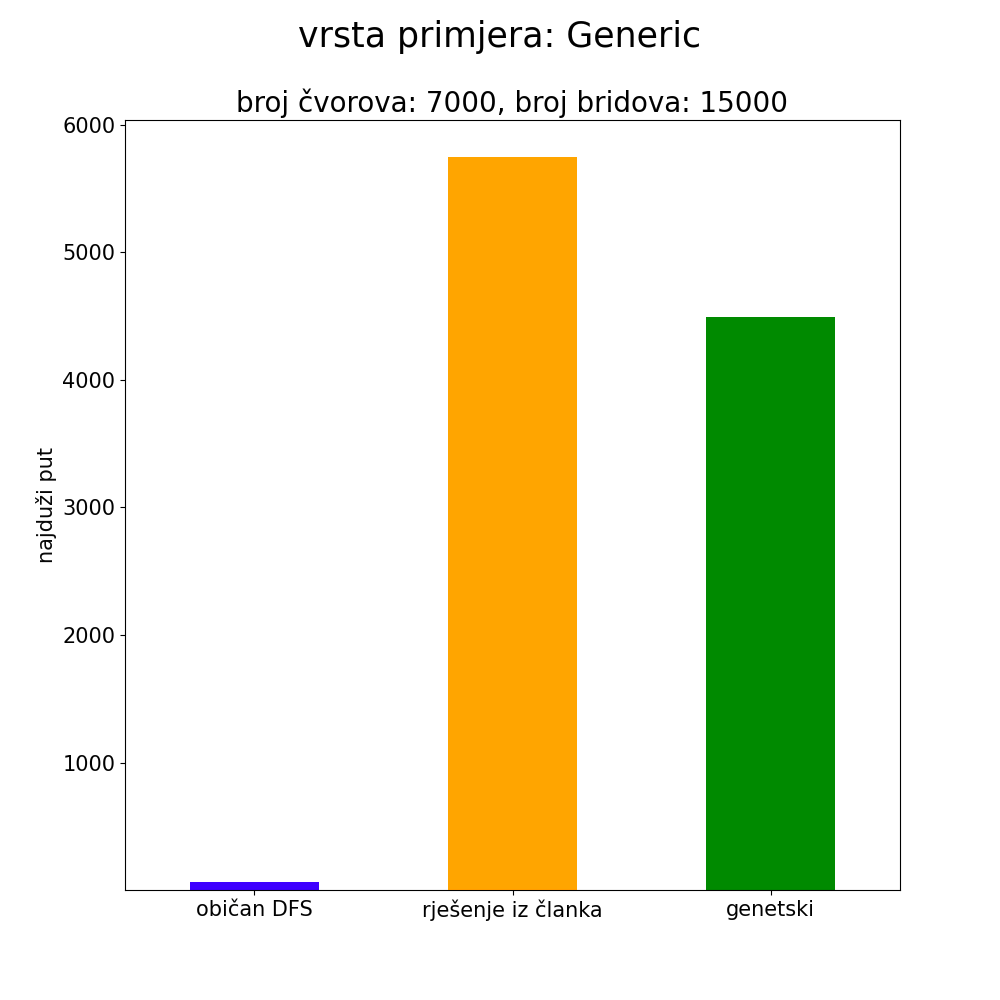 vrsta primjera: Generic
broj čvorova: 7000, broj bridova: 15000
6000
5000
4000
3000
2000
1000
najduži put
običan DFS
rješenje iz članka
genetski